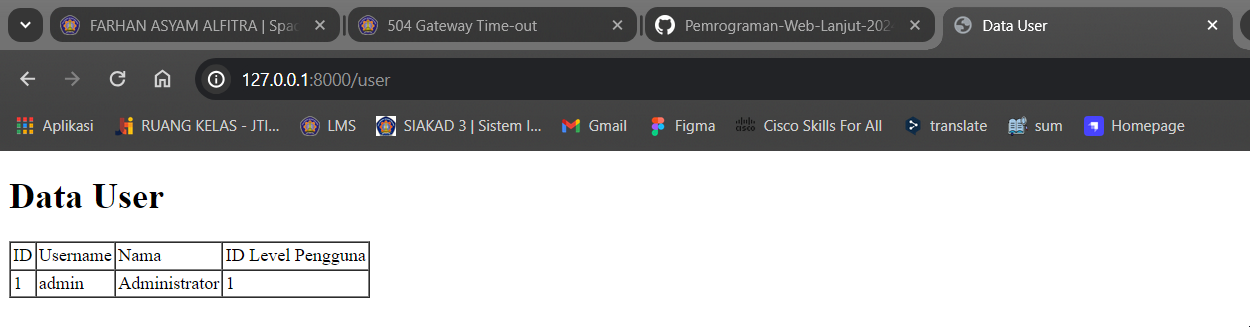 FARHAN ASYAM ALFITRA | Spac
504 Gateway Time-out
Pemrograman-Web-Lanjut-202
Data User
127.0.0.1:8000/user
Aplikasi
RUANG KELAS - JTI...
LMS
SIAKAD 3 | Sistem I...
Gmail
Figma
Cisco Skills For All
translate
sum
Homepage
Data User
ID Username Nama ID Level Pengguna
1 admin Administrator 1